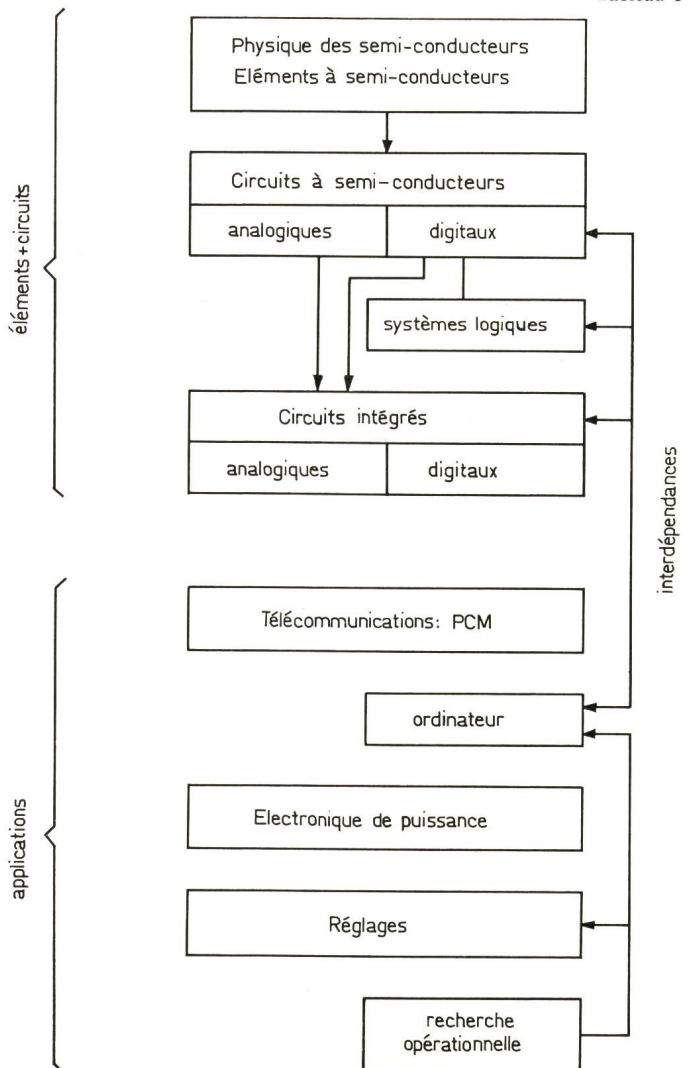 Physique des semi-conducteurs
Eléments à semi-conducteurs
Circuits à semi-conducteurs
analogiques
digitaux
systèmes logiques
Circuits intégrés
analogiques
digitaux
éléments+circuits
interdépendances
Télécommunications: PCM
ordinateur
Electronique de puissance
Réglages
recherche
opérationnelle
applications